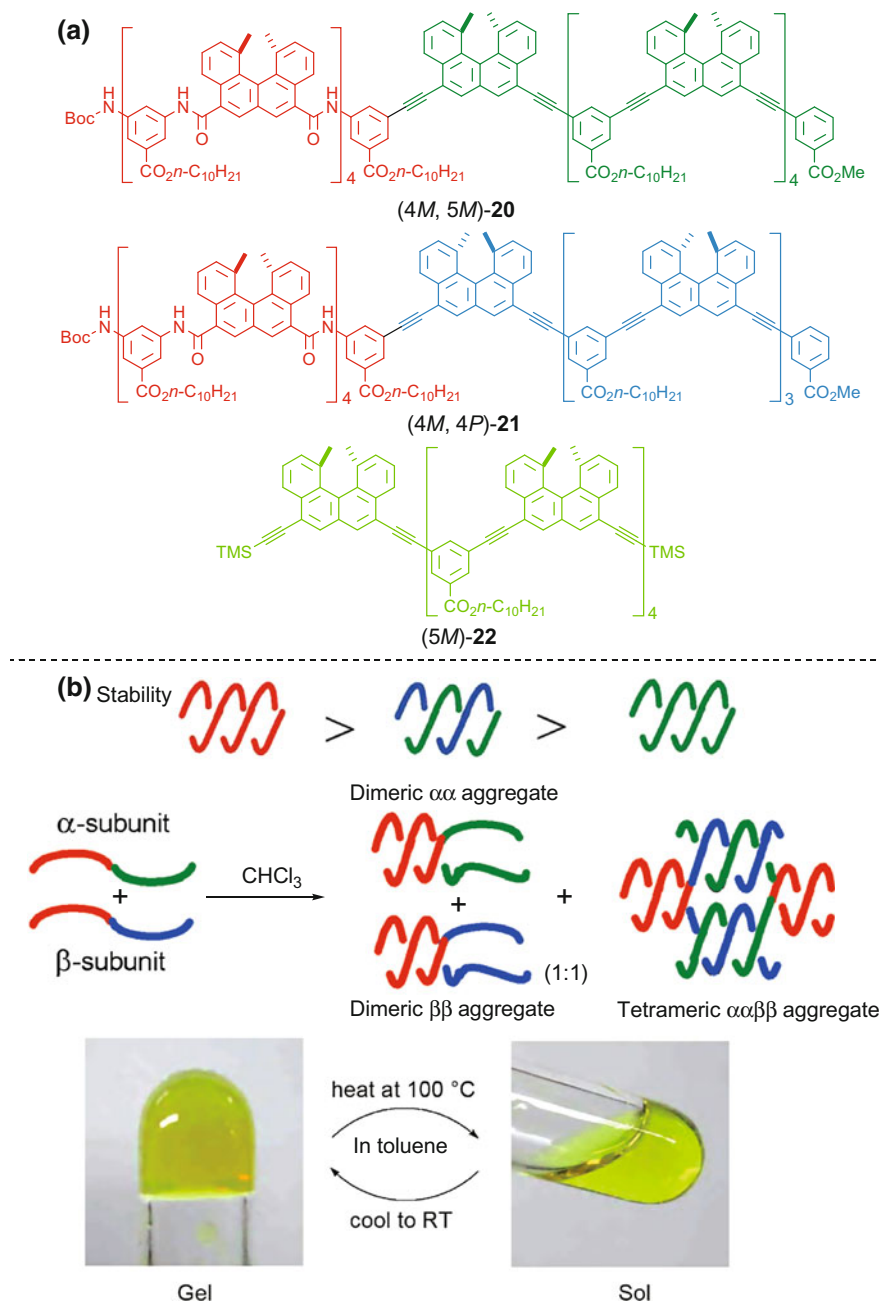 (a)
Boc
H
N
H
N
O
O
H
N
CO2n-C10H21
4
CO2n-C10H21
CO2n-C10H21
4
CO2Me
(4M, 5M)-20
Boc
H
N
H
N
O
O
H
N
CO2n-C10H21
4
CO2n-C10H21
CO2n-C10H21
3
CO2Me
(4M, 4P)-21
TMS
TMS
CO2n-C10H21
4
(5M)-22
(b) Stability
>
>
Dimeric αα aggregate
α-subunit
+
β-subunit
CHCl3
+
(1:1)
+
Dimeric ββ aggregate
Tetrameric ααββ aggregate
heat at 100 °C
In toluene
cool to RT
Gel
Sol